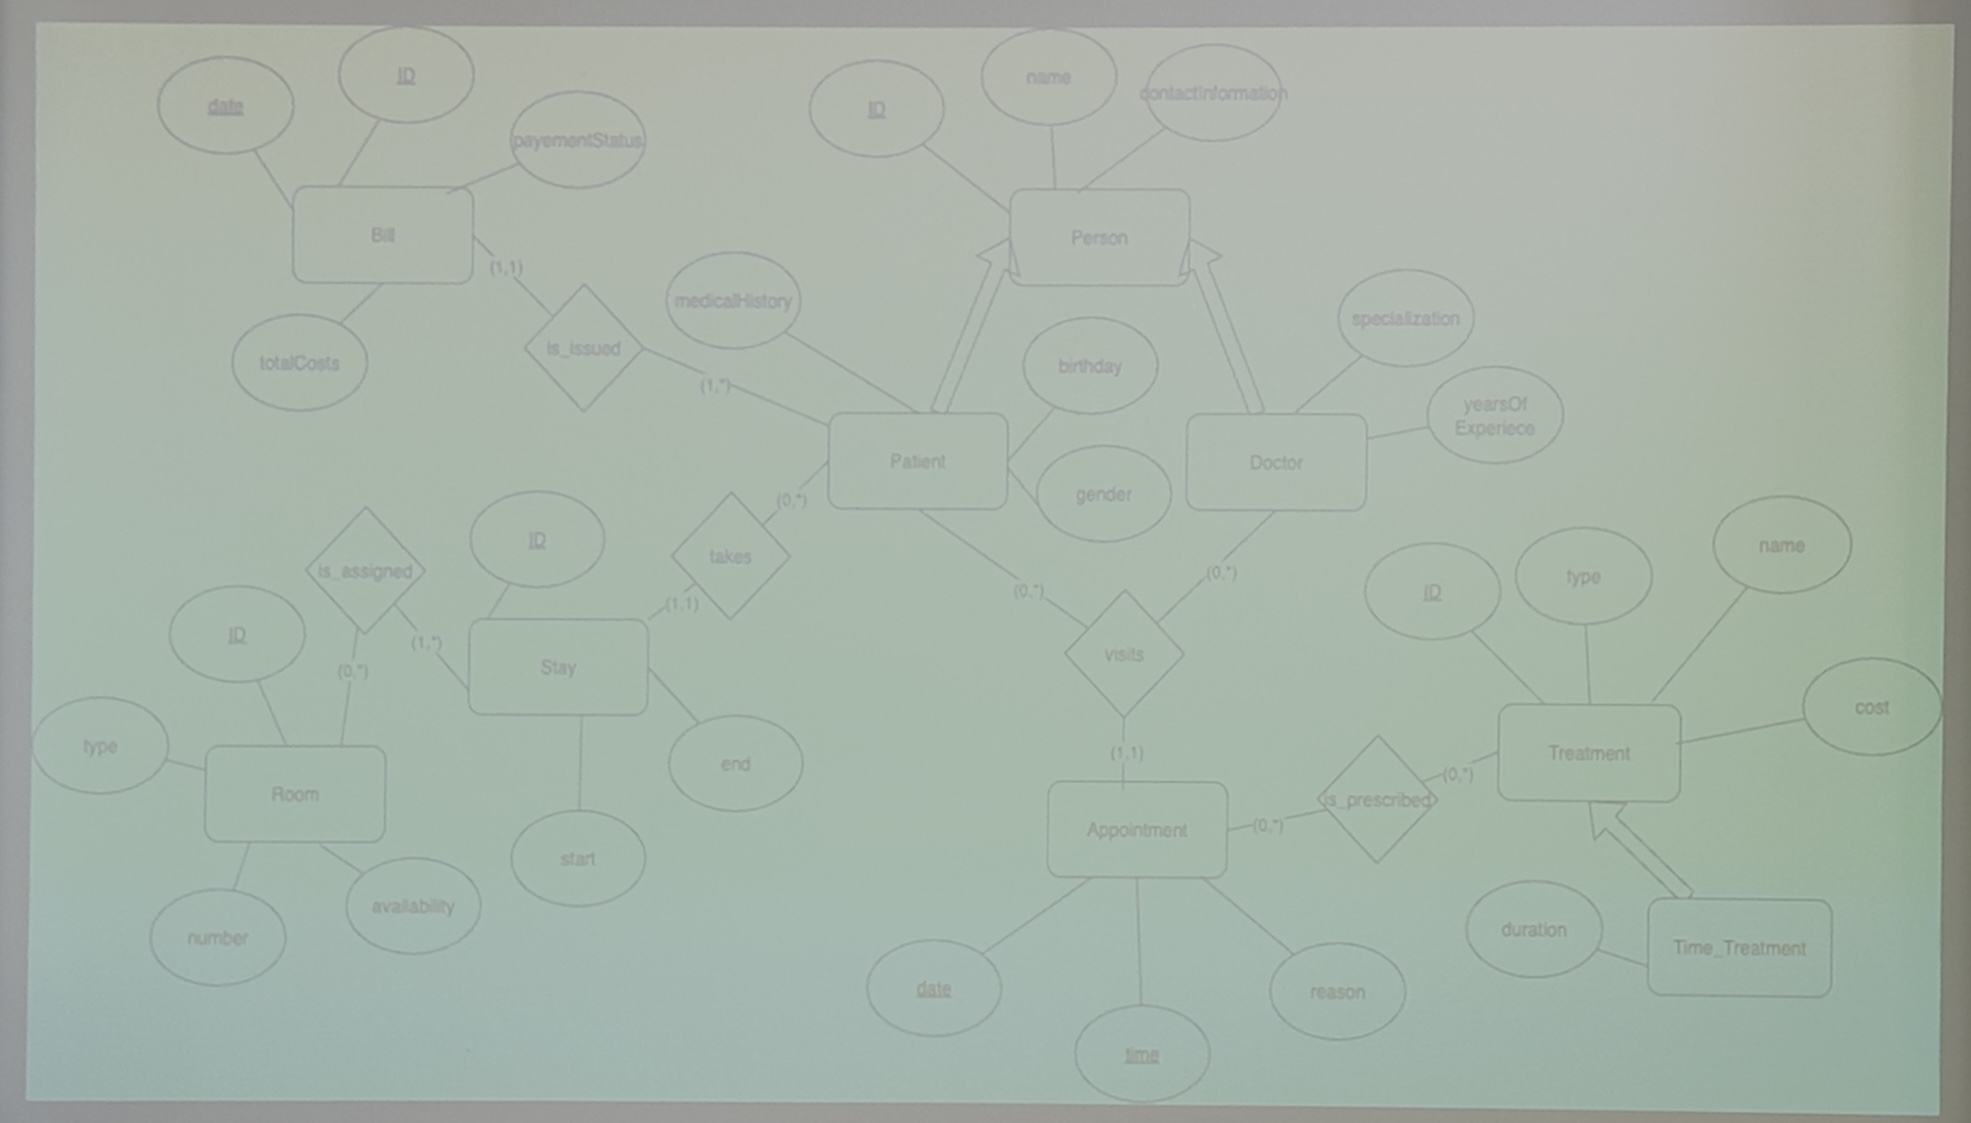 ID
date
payementStatus
Bill
(1,1)
totalCosts
is_issued
(1,*)
ID
name
contactInformation
Person
medicalHistory
birthday
gender
Patient
specialization
yearsOf
Experiece
Doctor
(0,*)
takes
(1,1)
ID
Stay
end
start
is_assigned
(1,*)
(0,*)
ID
type
Room
number
availability
(0,*)
(0,*)
visits
(1,1)
Appointment
date
time
reason
(0,*)
is_prescribed
(0,*)
ID
type
name
cost
Treatment
duration
Time_Treatment